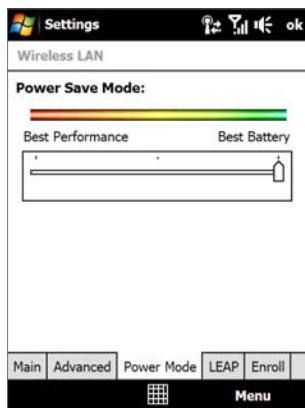 Settings ok
Wireless LAN
Power Save Mode:
Best Performance Best Battery
Main Advanced Power Mode LEAP Enroll
Menu